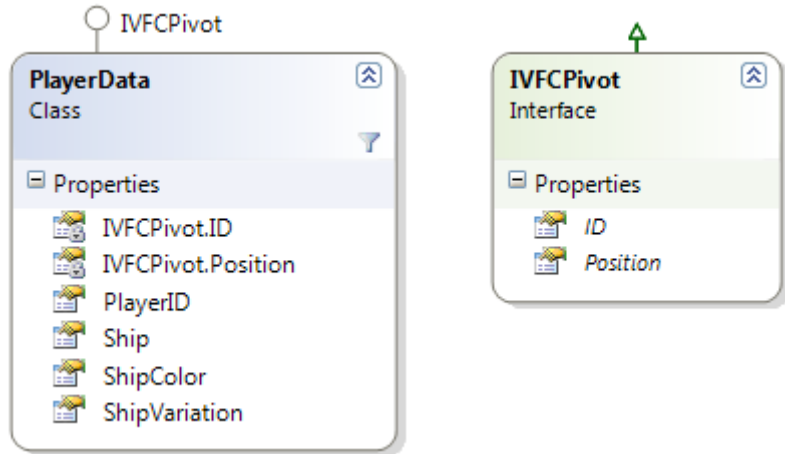 IVFCPivot
PlayerData
Class
Properties
IVFCPivot.ID
IVFCPivot.Position
PlayerID
Ship
ShipColor
ShipVariation
IVFCPivot
Interface
Properties
ID
Position